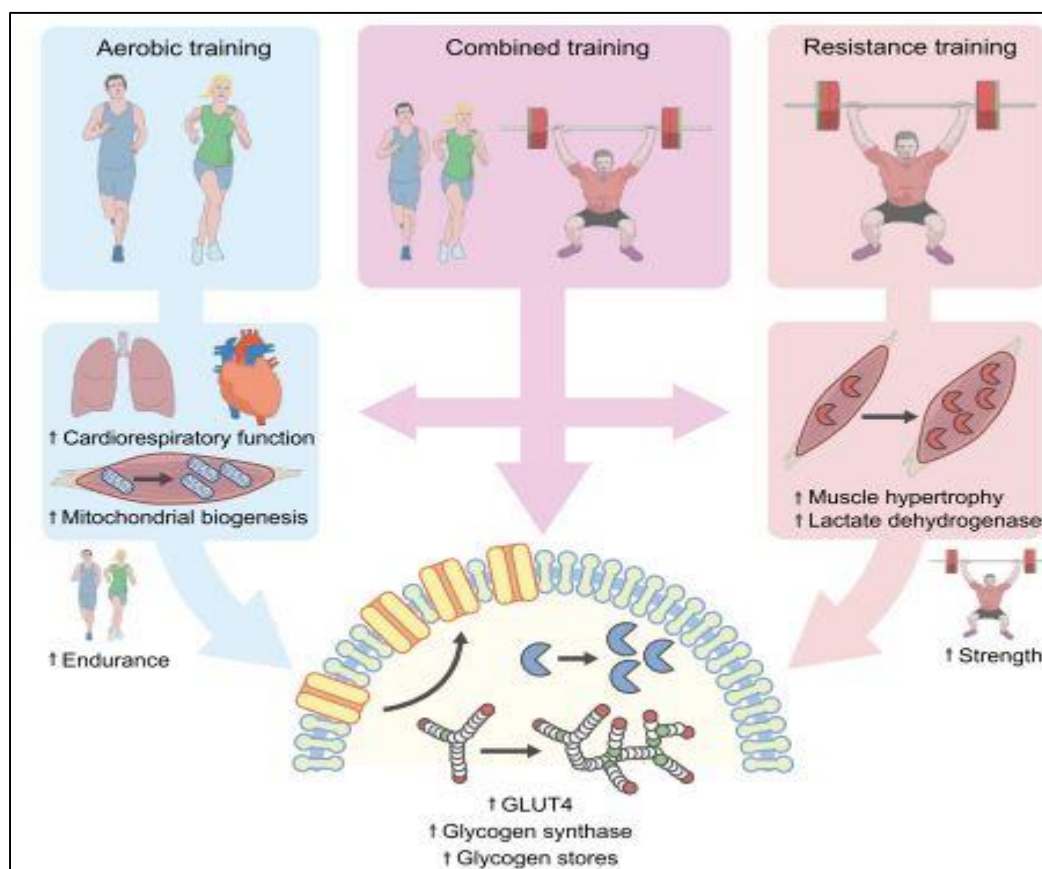 Aerobic training
Combined training
Resistance training
↑ Cardiorespiratory function
↑ Mitochondrial biogenesis
↑ Muscle hypertrophy
↑ Lactate dehydrogenase
↑ Endurance
↑ Strength
↑ GLUT4
↑ Glycogen synthase
↑ Glycogen stores